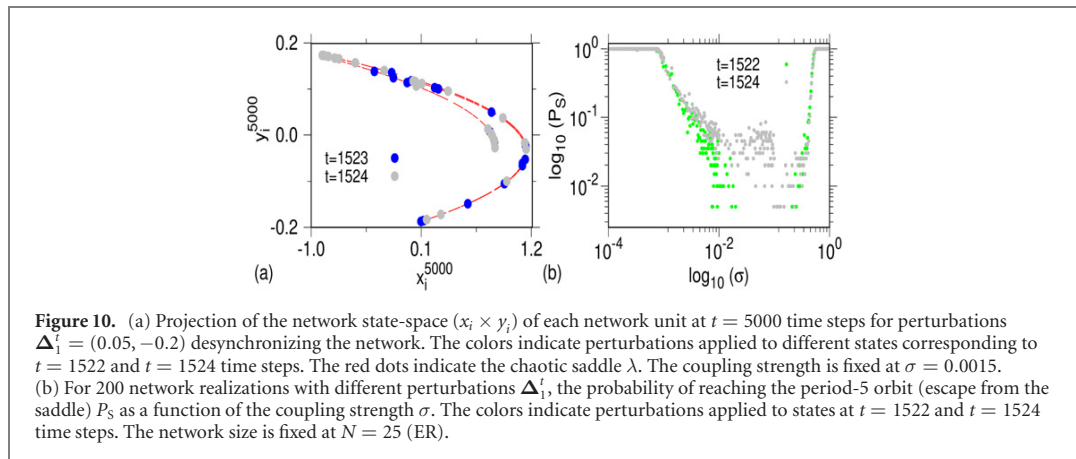 0.2
0.0
-0.2
y_i^5000
t=1523
t=1524
-1.0 0.1 1.2
(a) x_i^5000
10^0
10^-1
10^-2
log10 (P_S)
t=1522
t=1524
10^-4 10^-2 10^0
(b) log10 (σ)
Figure 10. (a) Projection of the network state-space (x_i × y_i) of each network unit at t = 5000 time steps for perturbations
Δ_1^t = (0.05, −0.2) desynchronizing the network. The colors indicate perturbations applied to different states corresponding to
t = 1522 and t = 1524 time steps. The red dots indicate the chaotic saddle λ. The coupling strength is fixed at σ = 0.0015.
(b) For 200 network realizations with different perturbations Δ_1^t, the probability of reaching the period-5 orbit (escape from the
saddle) P_S as a function of the coupling strength σ. The colors indicate perturbations applied to states at t = 1522 and t = 1524
time steps. The network size is fixed at N = 25 (ER).